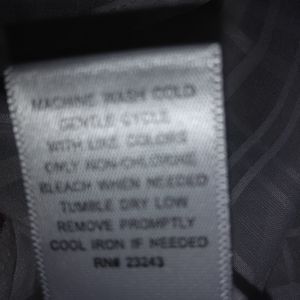 MACHINE WASH COLD
GENTLE CYCLE
WITH LIKE COLORS
ONLY NON-CHLORINE
BLEACH WHEN NEEDED
TUMBLE DRY LOW
REMOVE PROMPTLY
COOL IRON IF NEEDED
RN# 23243